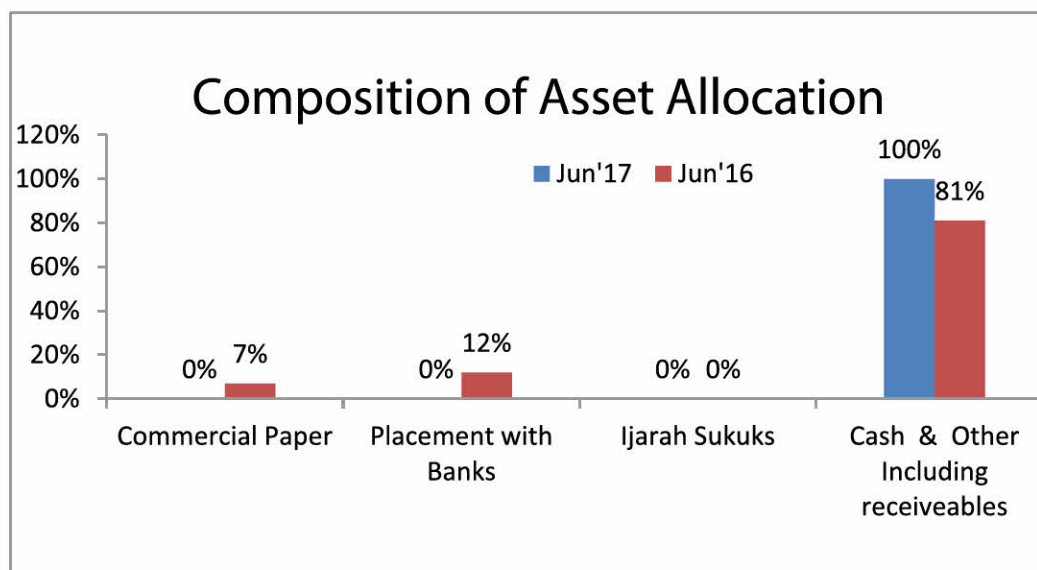 Composition of Asset Allocation
120%
100%
80%
60%
40%
20%
0%
Jun'17 Jun'16
0% 7%
0% 12%
0% 0%
100% 81%
Commercial Paper
Placement with
Banks
Ijarah Sukuks
Cash & Other
Including
receiveables